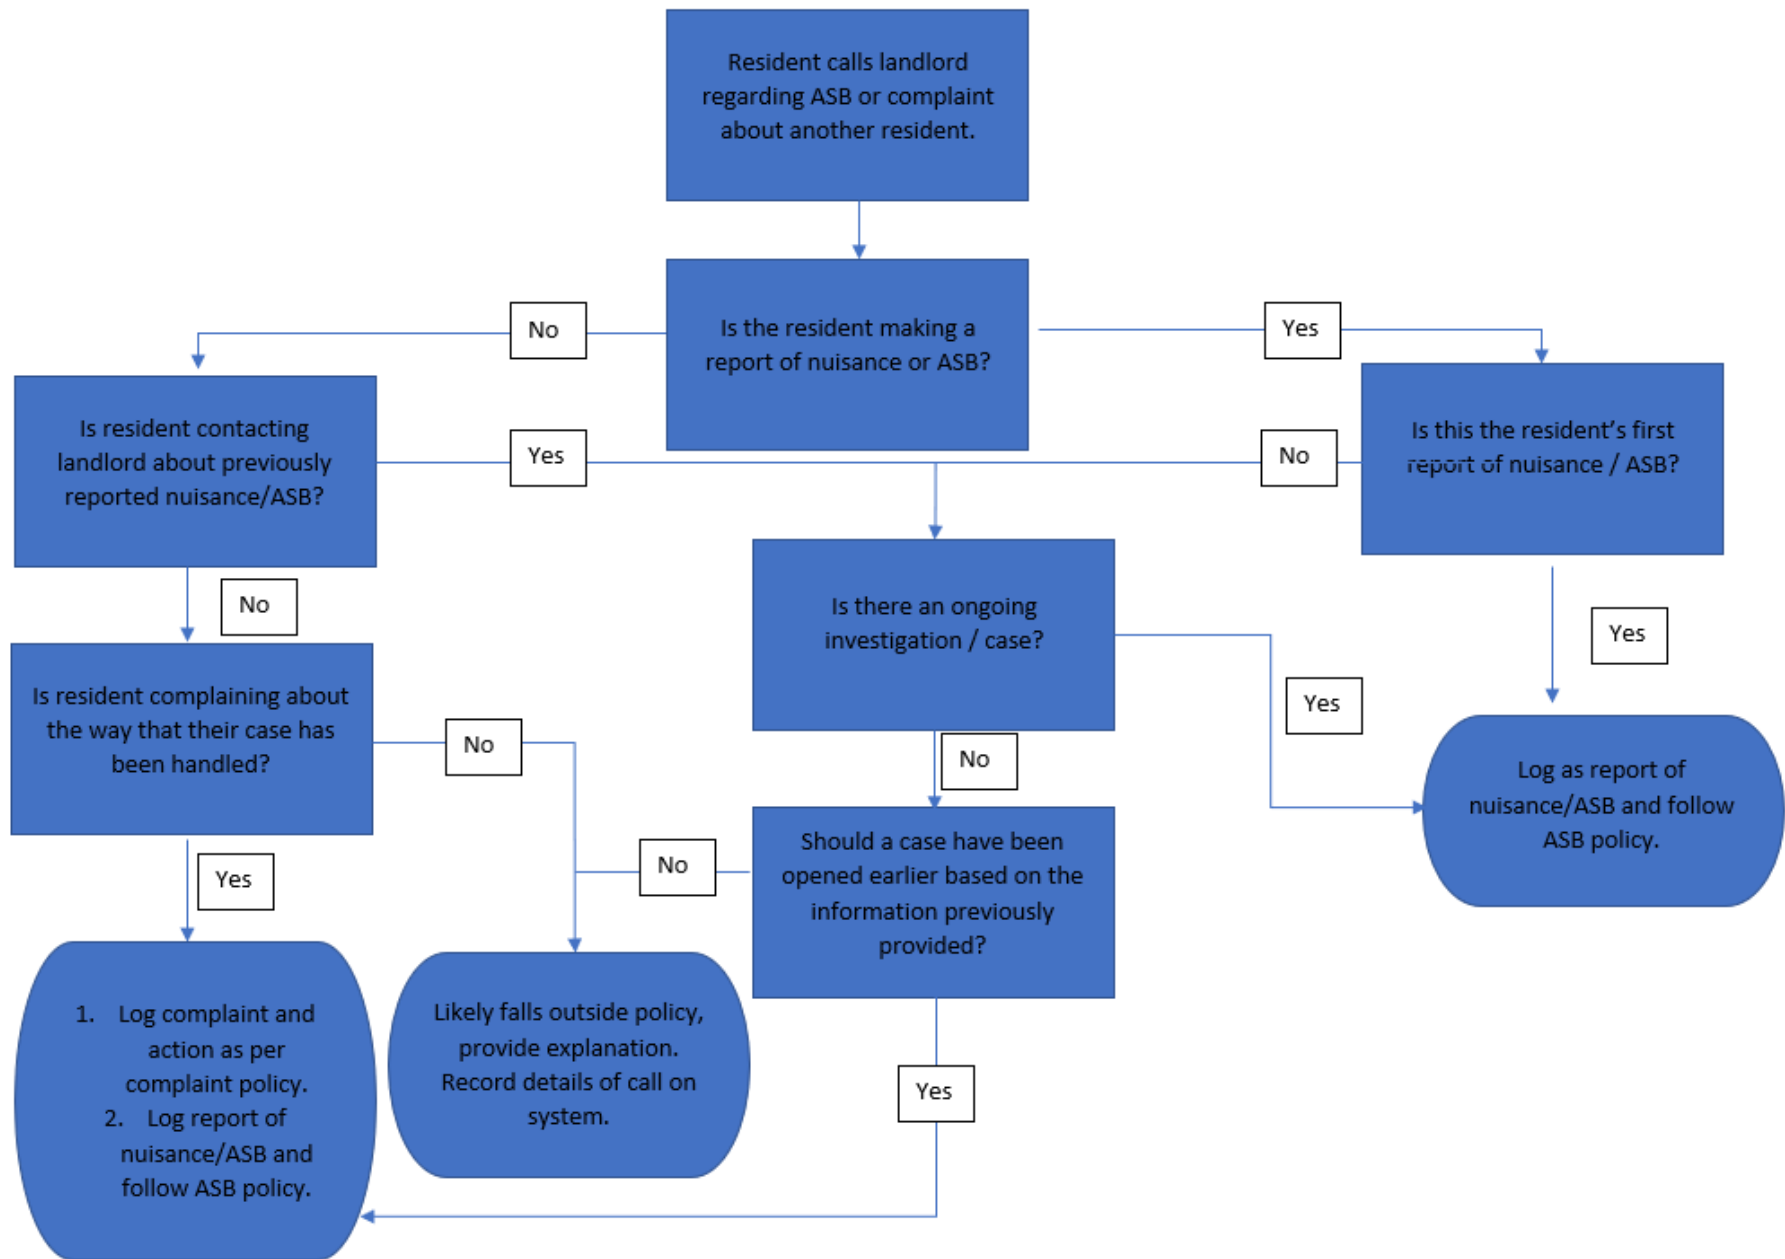 Resident calls landlord
regarding ASB or complaint
about another resident.
Is the resident making a
report of nuisance or ASB?
No
Yes
Is resident contacting
landlord about previously
reported nuisance/ASB?
Yes
No
Is this the resident’s first
report of nuisance / ASB?
No
Is there an ongoing
investigation / case?
Yes
Yes
Is resident complaining about
the way that their case has
been handled?
No
No
Log as report of
nuisance/ASB and follow
ASB policy.
Yes
No
Should a case have been
opened earlier based on the
information previously
provided?
1. Log complaint and
action as per
complaint policy.
2. Log report of
nuisance/ASB and
follow ASB policy.
Likely falls outside policy,
provide explanation.
Record details of call on
system.
Yes